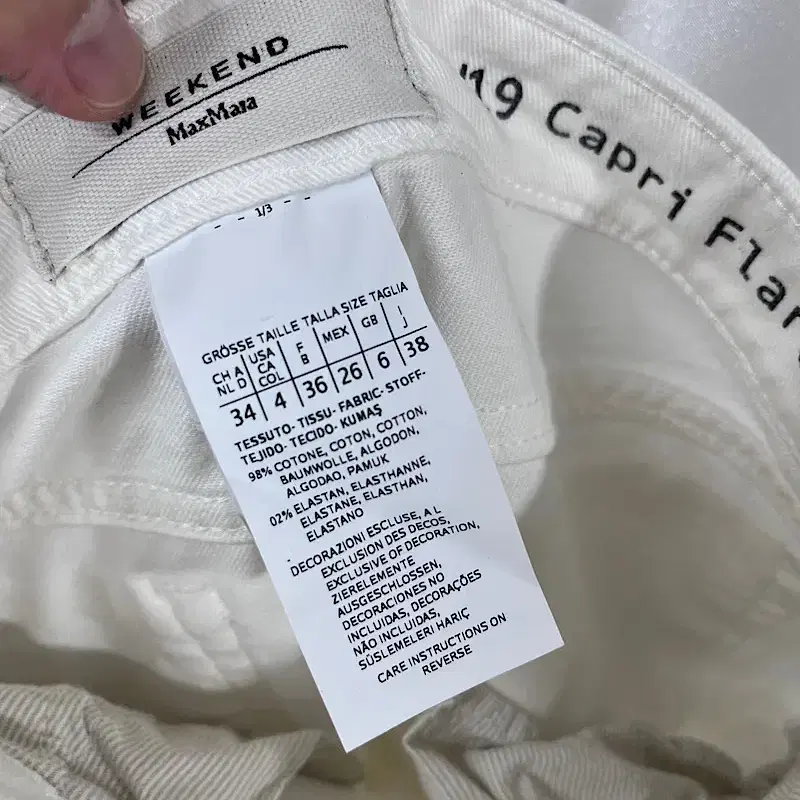 WEEKEND
MaxMara
19 Capri Flar
- - 1/3 - -
GRÖSSE TAILLE TALLA SIZE TAGLIA
CH A USA F MEX GB I
NL D CA B J
COL
34 4 36 26 6 38
TESSUTO- TISSU- FABRIC- STOFF-
TEJIDO- TECIDO- KUMAŞ
98% COTONE, COTON, COTTON,
BAUMWOLLE, ALGODON,
ALGODAO, PAMUK
02% ELASTAN, ELASTHANNE,
ELASTANE, ELASTHAN,
ELASTANO
DECORAZIONI ESCLUSE, A L
EXCLUSION DES DECOS,
EXCLUSIVE OF DECORATION,
ZIERELEMENTE
AUSGESCHLOSSEN,
DECORACIONES NO
INCLUIDAS, DECORAÇÕES
NÃO INCLUIDAS,
SÜSLEMELERI HARIÇ
CARE INSTRUCTIONS ON
REVERSE